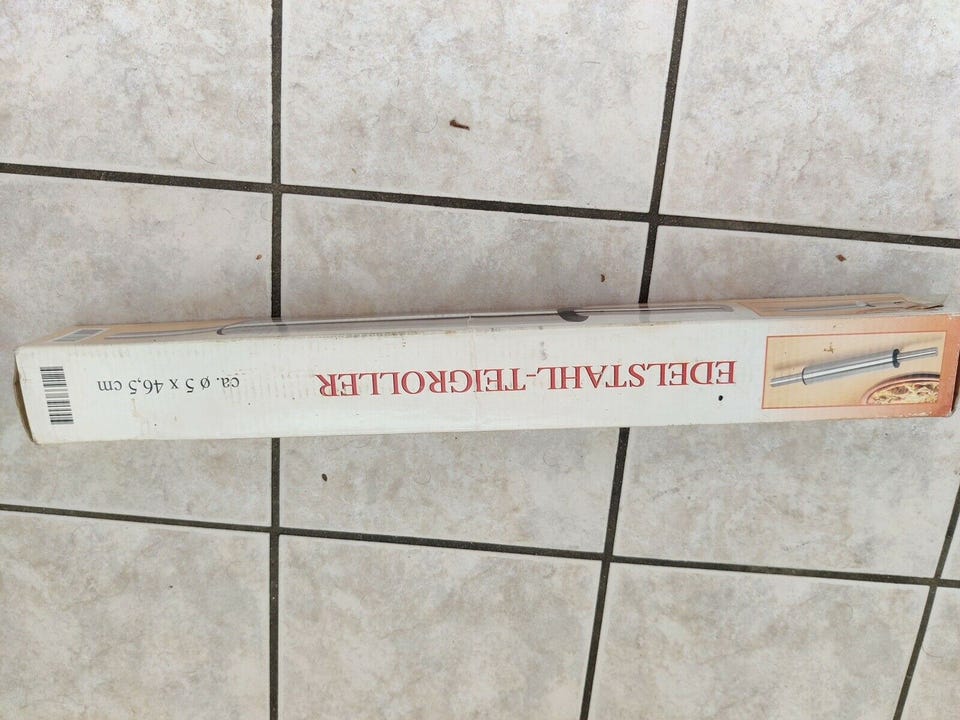 EDELSTAHL-TEIGROLLER
ca. ø 5 x 46,5 cm